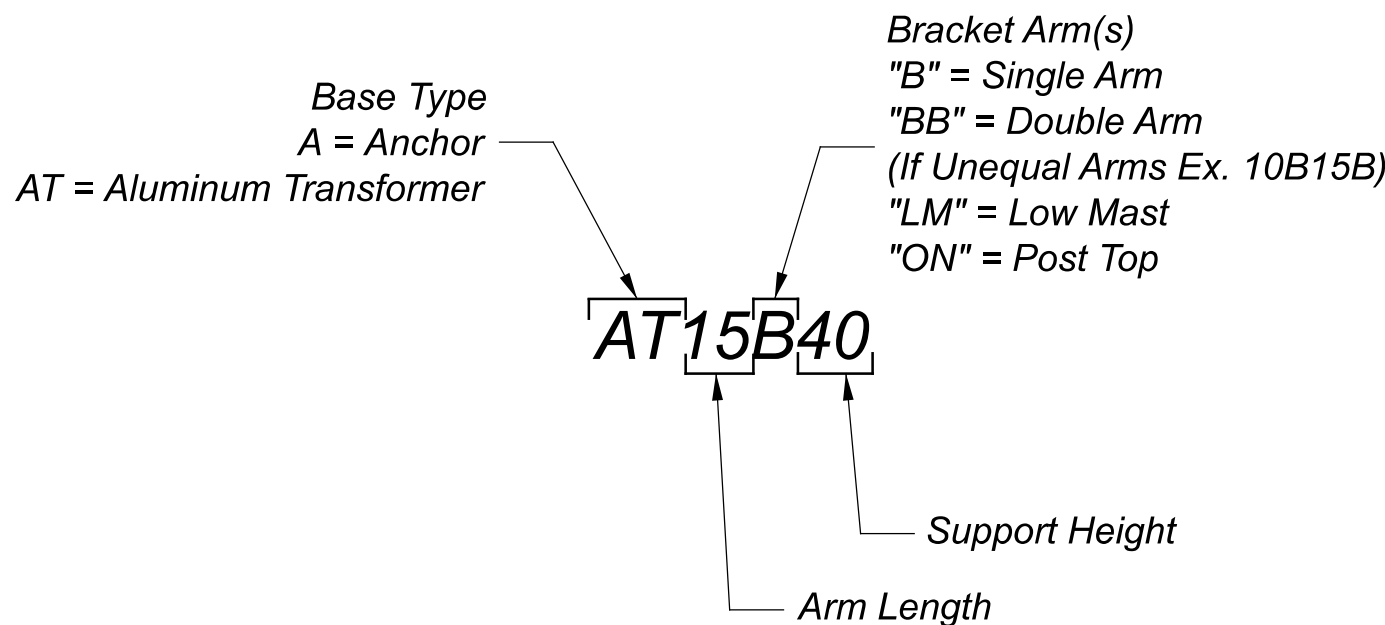 Bracket Arm(s)
"B" = Single Arm
"BB" = Double Arm
(If Unequal Arms Ex. 10B15B)
"LM" = Low Mast
"ON" = Post Top
Base Type
A = Anchor
AT = Aluminum Transformer
AT15B40
Support Height
Arm Length